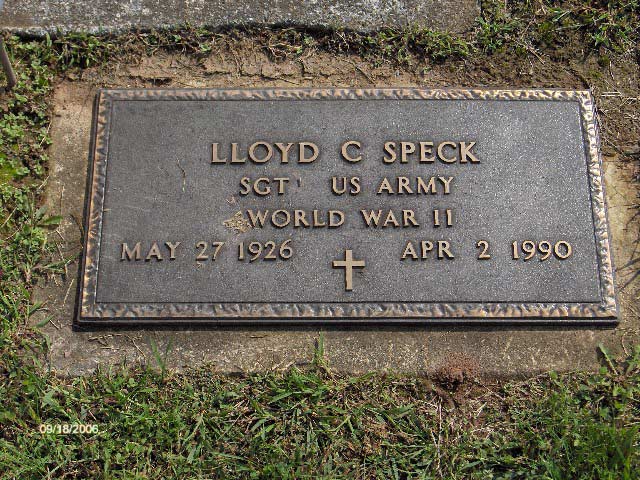 LLOYD C SPECK
SGT US ARMY
WORLD WAR II
MAY 27 1926 APR 2 1990
09/18/2006